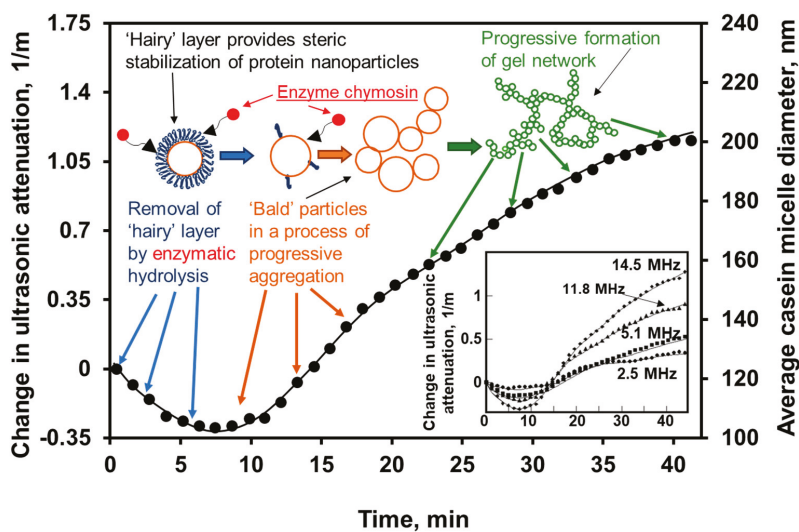 1.75
1.4
1.05
0.7
0.35
0
-0.35
Change in ultrasonic attenuation, 1/m
'Hairy' layer provides steric
stabilization of protein nanoparticles
Enzyme chymosin
Progressive formation
of gel network
Removal of
'hairy' layer
by enzymatic
hydrolysis
'Bald' particles
in a process of
progressive
aggregation
Change in ultrasonic
attenuation, 1/m
1
0.5
0
14.5 MHz
11.8 MHz
5.1 MHz
2.5 MHz
0 10 20 30 40
240
220
200
180
160
140
120
100
Average casein micelle diameter, nm
0 5 10 15 20 25 30 35 40
Time, min